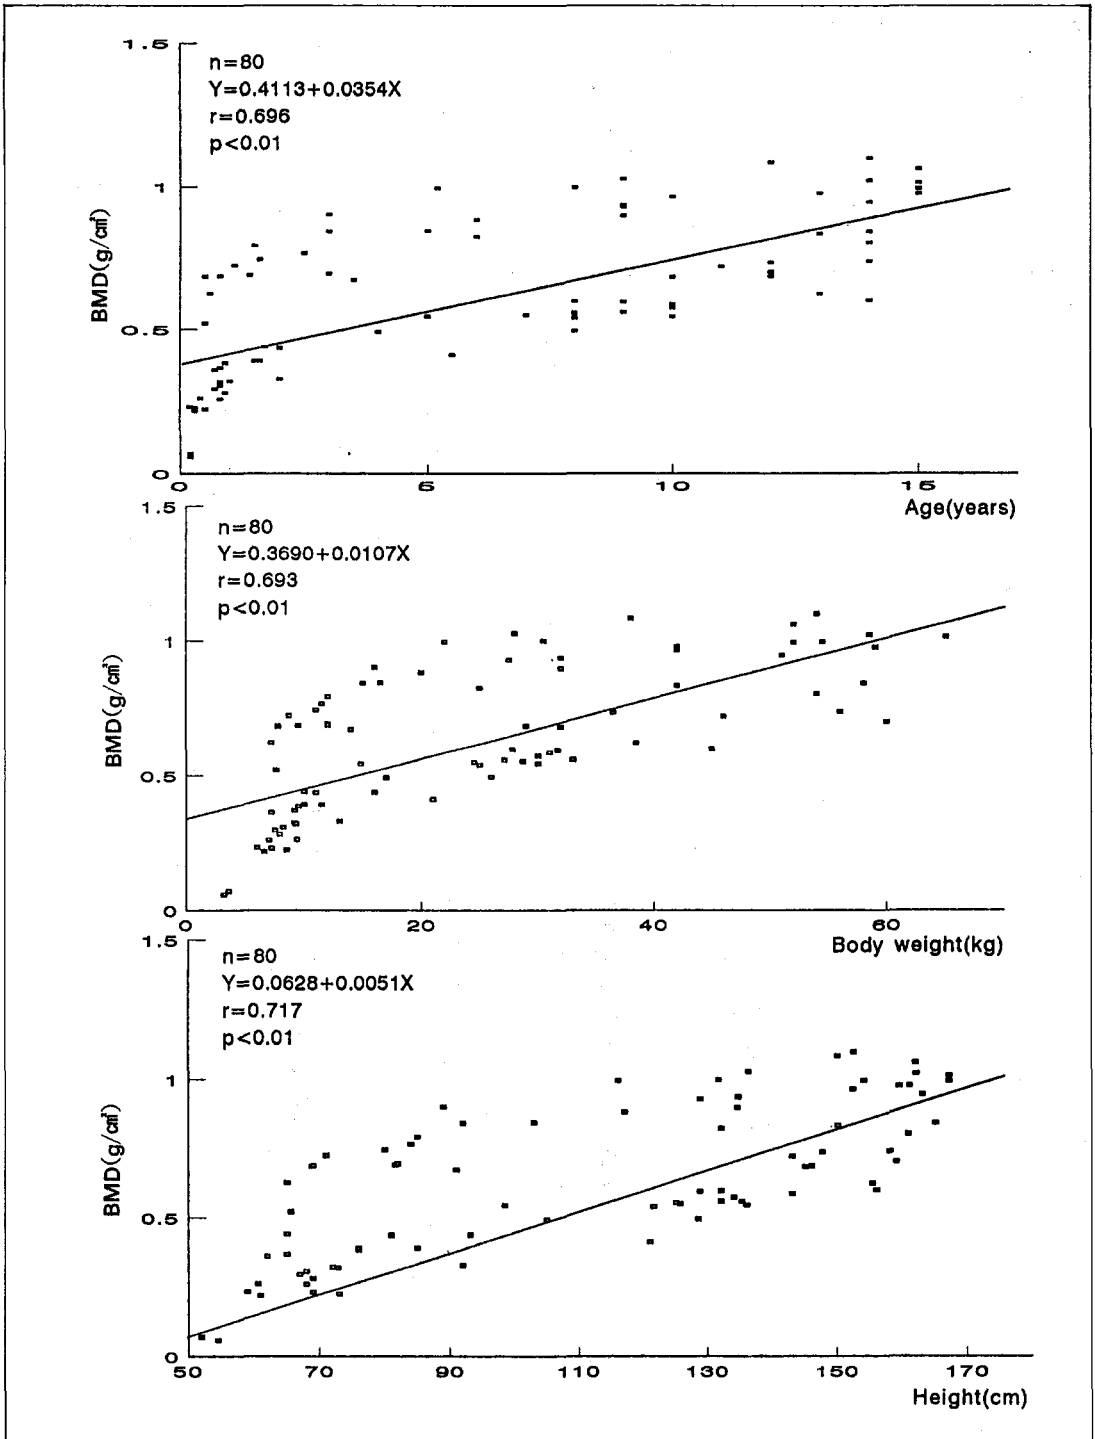 1.5
n=80
Y=0.4113+0.0354X
r=0.696
p<0.01
1
BMD(g/cm²)
0.5
0
0 5 10 15
Age(years)
1.5
n=80
Y=0.3690+0.0107X
r=0.693
p<0.01
1
BMD(g/cm²)
0.5
0
0 20 40 60
Body weight(kg)
1.5
n=80
Y=0.0628+0.0051X
r=0.717
p<0.01
1
BMD(g/cm²)
0.5
0
50 70 90 110 130 150 170
Height(cm)